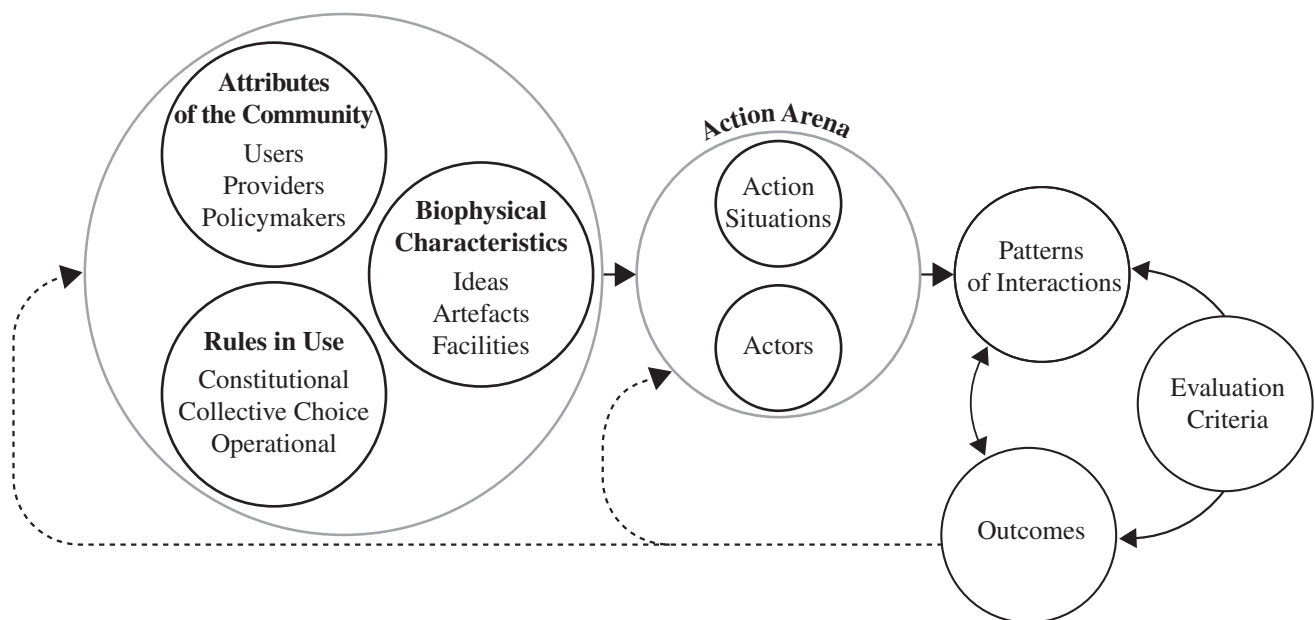 Attributes
of the Community
Users
Providers
Policymakers
Biophysical
Characteristics
Ideas
Artefacts
Facilities
Rules in Use
Constitutional
Collective Choice
Operational
Action Arena
Action
Situations
Actors
Patterns
of Interactions
Evaluation
Criteria
Outcomes